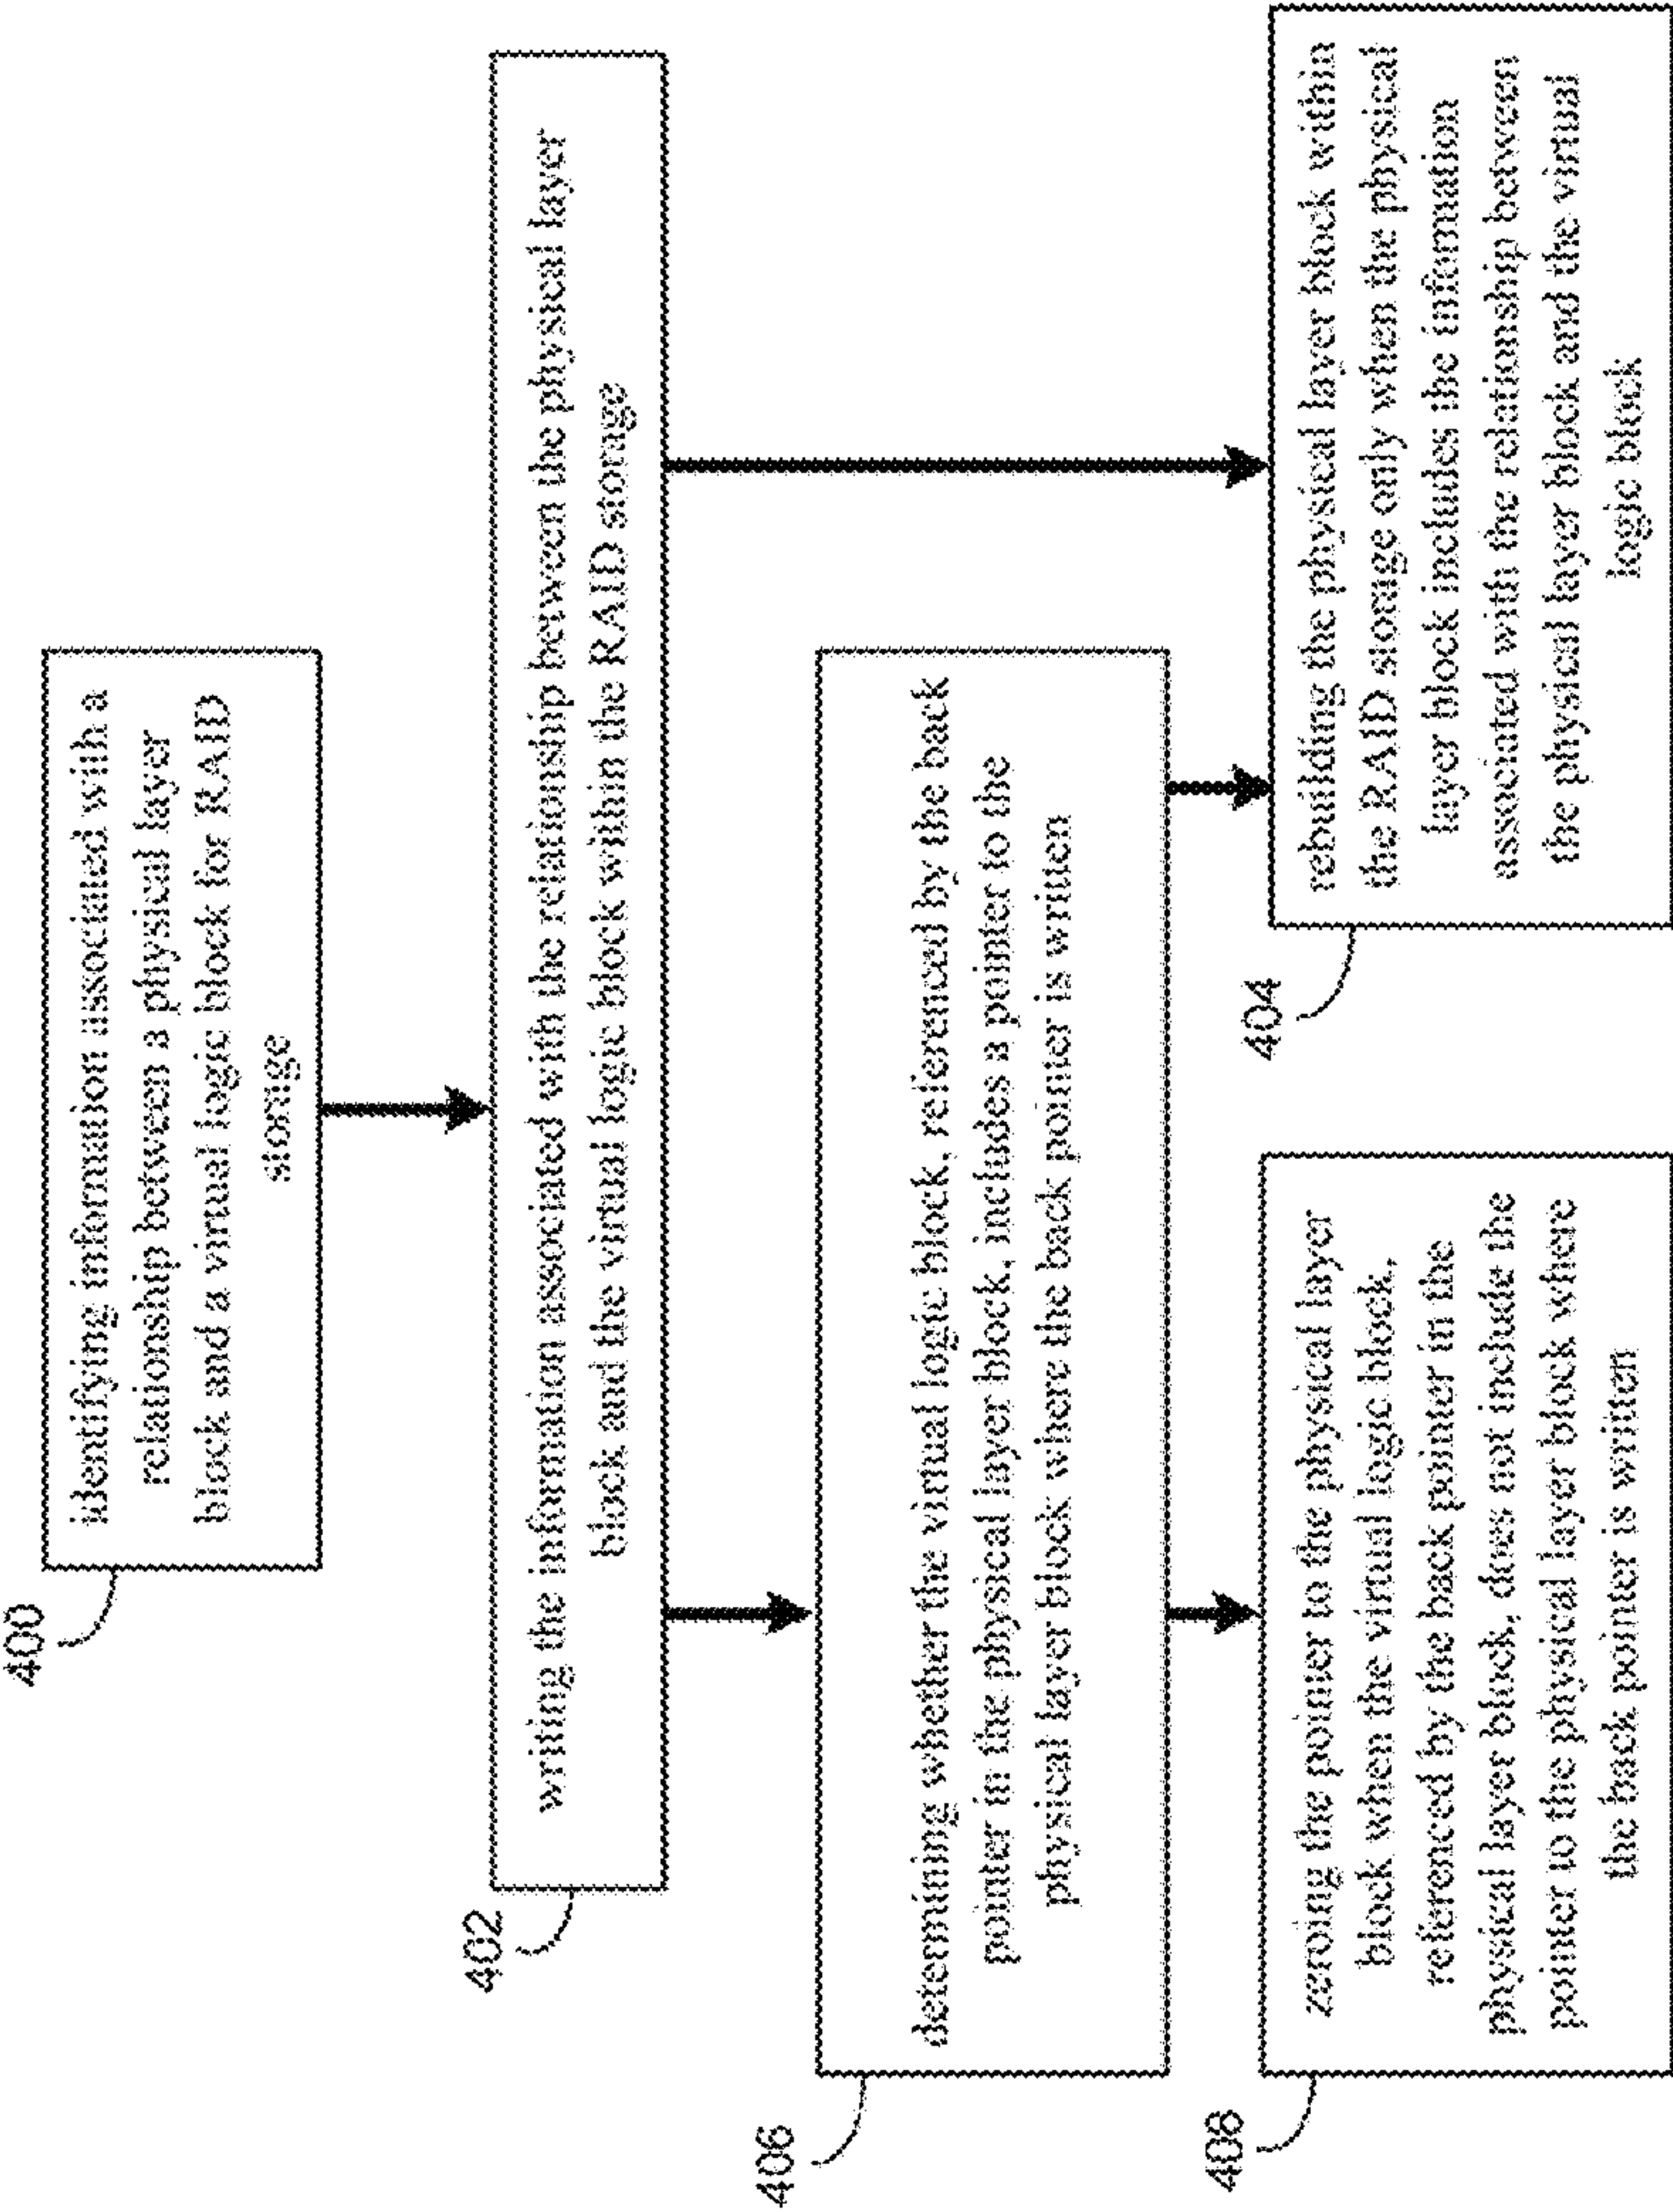 400
identifying information associated with a
relationship between a physical layer
block and a virtual logic block for RAID
storage
402
writing the information associated with the relationship between the physical layer
block and the virtual logic block within the RAID storage
406
determining whether the virtual logic block, referenced by the back
pointer in the physical layer block, includes a pointer to the
physical layer block where the back pointer is written
408
zeroing the pointer to the physical layer
block when the virtual logic block,
referenced by the back pointer in the
physical layer block, does not include the
pointer to the physical layer block where
the back pointer is written
404
rebuilding the physical layer block within
the RAID storage only when the physical
layer block includes the information
associated with the relationship between
the physical layer block and the virtual
logic block